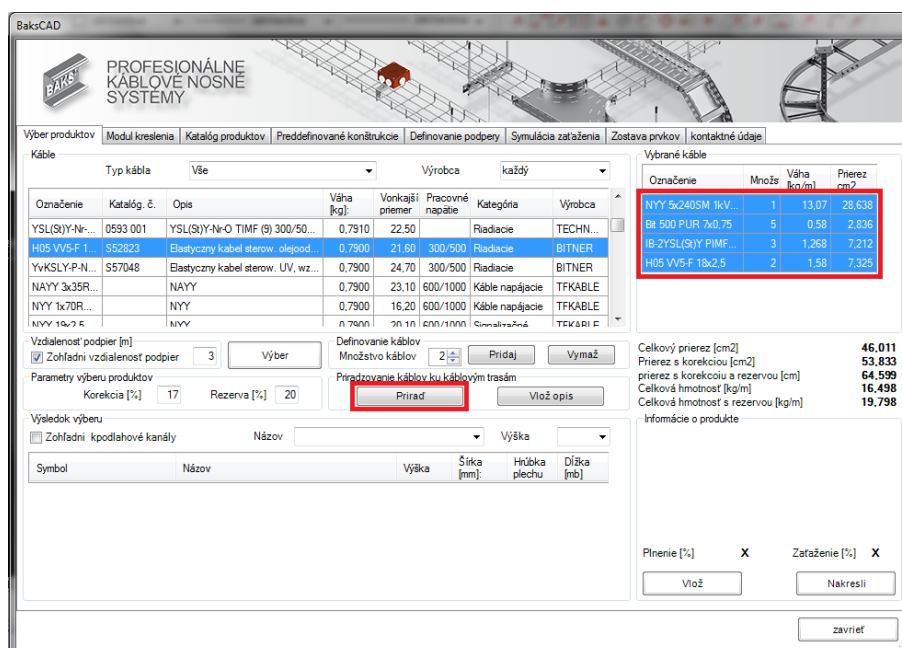 BaksCAD
BAKS
PROFESIONÁLNE
KÁBLOVÉ NOSNÉ
SYSTÉMY
Výber produktov Modul kreslenia Katalóg produktov Preddefinované konštrukcie Definovanie podpery Symulácia zaťaženia Zostava prvkov kontaktné údaje
Káble
Typ kábla Vše Výrobca každý
Označenie Katalóg. č. Opis Váha [kg]: Vonkajší priemer Pracovné napätie Kategória Výrobca
YSL(St)Y-Nr-... 0593 001 YSL(St)Y-Nr-O TIMF (9) 300/50... 0,7910 22,50 Riadiacie TECHN...
H05 VV5-F 1... S52823 Elastyczny kabel sterow. olejood... 0,7900 21,60 300/500 Riadiacie BITNER
YvKSLY-P-N... S57048 Elastyczny kabel sterow. UV, wz... 0,7900 24,70 300/500 Riadiacie BITNER
NAYY 3x35R... NAYY 0,7900 23,10 600/1000 Káble napájacie TFKABLE
NYY 1x70R... NYY 0,7900 16,20 600/1000 Káble napájacie TFKABLE
NYY 19x2,5 NYY 0,7900 20,10 600/1000 Signalizačné TFKABLE
Vybrané káble
Označenie Množs Váha [kg/m] Prierez cm2
NYY 5x240SM 1kV... 1 13,07 28,638
Bit 500 PUR 7x0,75 5 0,58 2,836
IB-2YSL(St)Y PIMF... 3 1,268 7,212
H05 VV5-F 18x2,5 2 1,58 7,325
Vzdialenosť podpier [m]
Zohľadni vzdialenosť podpier 3 Výber
Definovanie káblov
Množstvo káblov 2 Pridaj Vymaž
Parametry výberu produktov
Korekcia [%] 17 Rezerva [%] 20
Priradzovanie káblov ku káblovým trasám
Priraď Vlož opis
Celkový prierez [cm2] 46,011
Prierez s korekciou [cm2] 53,833
prierez s korekcoiu a rezervou [cm] 64,599
Celková hmotnosť [kg/m] 16,498
Celková hmotnosť s rezervou [kg/m] 19,798
Výsledok výberu
Zohľadni kpodlahové kanály Názov Výška
Symbol Názov Výška Šírka [mm]: Hrúbka plechu Dĺžka [mb]
Informácie o produkte
Plnenie [%] X Zaťaženie [%] X
Vlož Nakresli
zavrieť